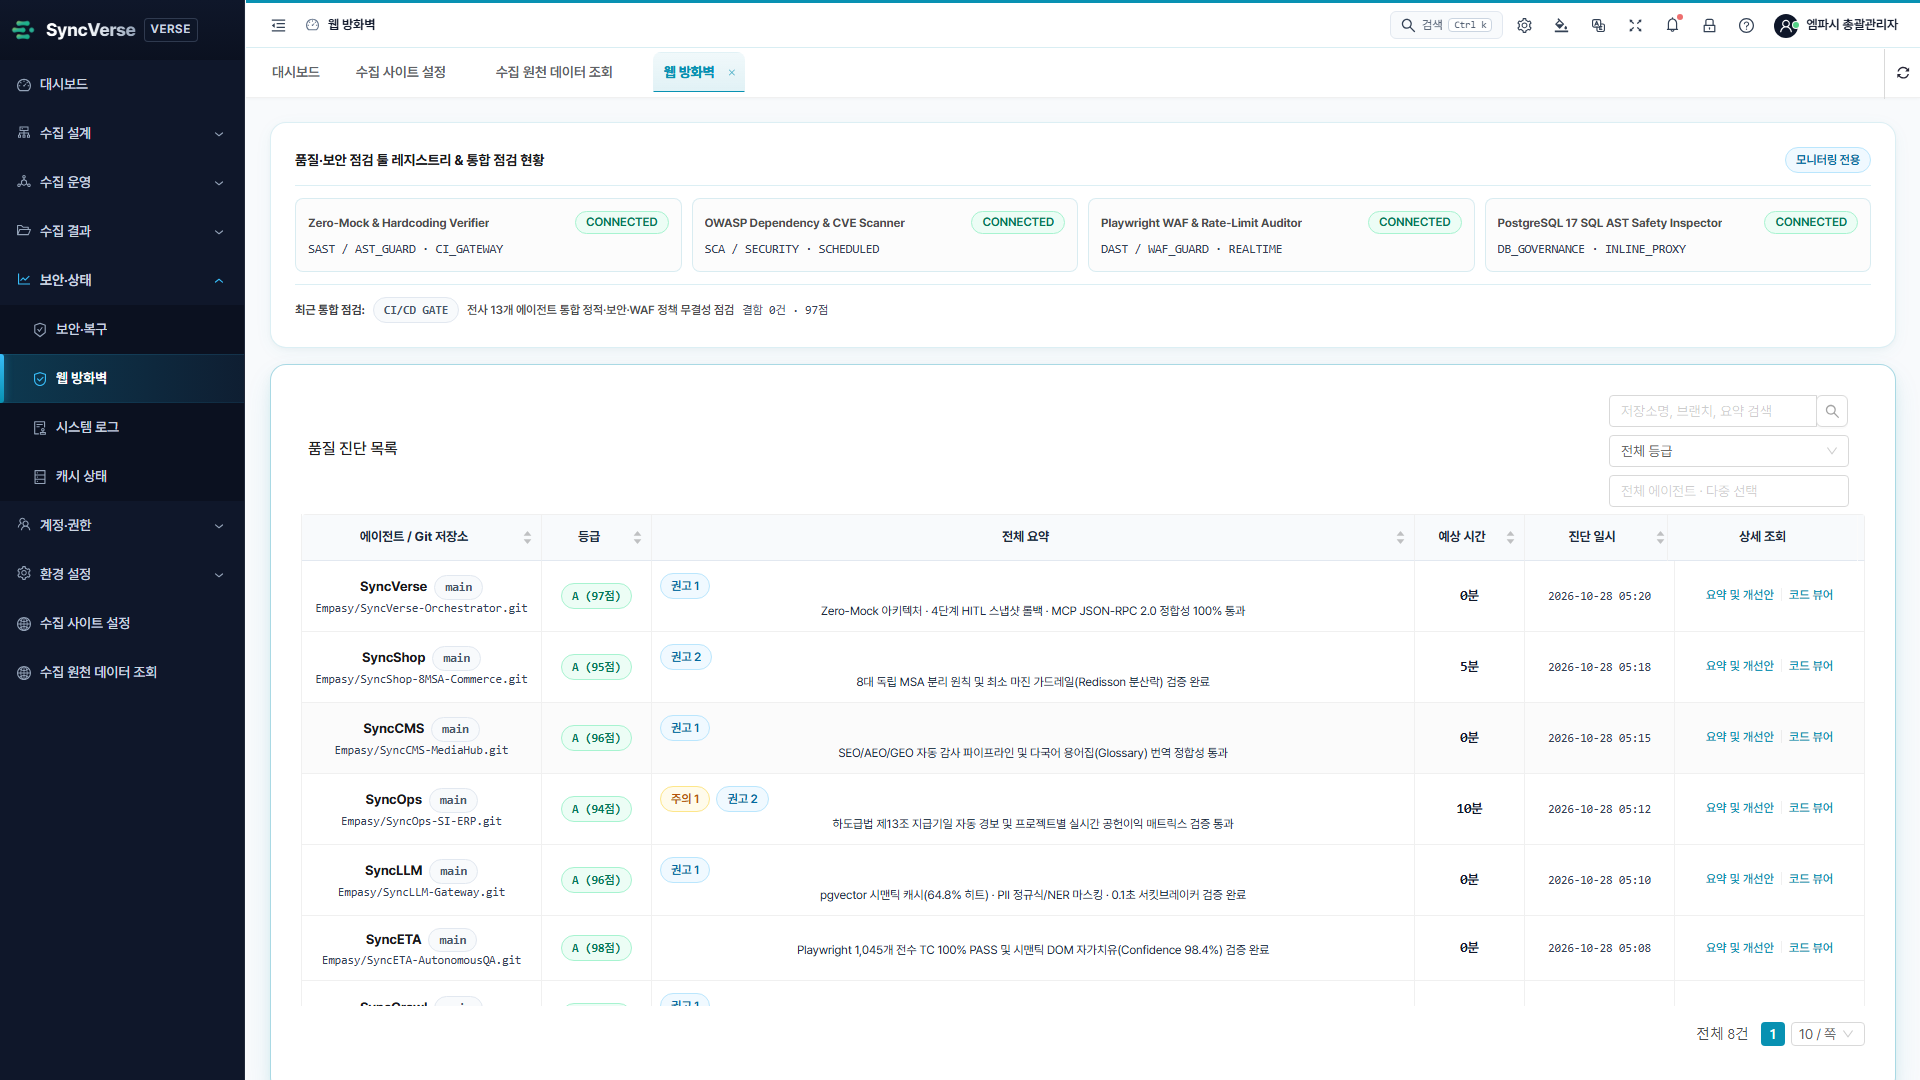 SyncVerse VERSE
웹 방화벽
검색 Ctrl k
엠파시 총괄관리자
대시보드
수집 설계
수집 운영
수집 결과
보안·상태
보안·복구
웹 방화벽
시스템 로그
캐시 상태
계정·권한
환경 설정
수집 사이트 설정
수집 원천 데이터 조회
대시보드 수집 사이트 설정 수집 원천 데이터 조회 웹 방화벽 ×
품질·보안 점검 툴 레지스트리 & 통합 점검 현황 모니터링 전용
Zero-Mock & Hardcoding Verifier CONNECTED
SAST / AST_GUARD · CI_GATEWAY
OWASP Dependency & CVE Scanner CONNECTED
SCA / SECURITY · SCHEDULED
Playwright WAF & Rate-Limit Auditor CONNECTED
DAST / WAF_GUARD · REALTIME
PostgreSQL 17 SQL AST Safety Inspector CONNECTED
DB_GOVERNANCE · INLINE_PROXY
최근 통합 점검: CI/CD GATE 전사 13개 에이전트 통합 정적·보안·WAF 정책 무결성 점검 결함 0건 · 97점
저장소명, 브랜치, 요약 검색
품질 진단 목록
전체 등급
전체 에이전트 · 다중 선택
에이전트 / Git 저장소 등급 전체 요약 예상 시간 진단 일시 상세 조회
SyncVerse main
Empasy/SyncVerse-Orchestrator.git
A (97점)
권고 1
Zero-Mock 아키텍처 · 4단계 HITL 스냅샷 롤백 · MCP JSON-RPC 2.0 정합성 100% 통과
0분
2026-10-28 05:20
요약 및 개선안 코드 뷰어
SyncShop main
Empasy/SyncShop-8MSA-Commerce.git
A (95점)
권고 2
8대 독립 MSA 분리 원칙 및 최소 마진 가드레일(Redisson 분산락) 검증 완료
5분
2026-10-28 05:18
요약 및 개선안 코드 뷰어
SyncCMS main
Empasy/SyncCMS-MediaHub.git
A (96점)
권고 1
SEO/AEO/GEO 자동 감사 파이프라인 및 다국어 용어집(Glossary) 번역 정합성 통과
0분
2026-10-28 05:15
요약 및 개선안 코드 뷰어
SyncOps main
Empasy/SyncOps-SI-ERP.git
A (94점)
주의 1 권고 2
하도급법 제13조 지급기일 자동 경보 및 프로젝트별 실시간 공헌이익 매트릭스 검증 통과
10분
2026-10-28 05:12
요약 및 개선안 코드 뷰어
SyncLLM main
Empasy/SyncLLM-Gateway.git
A (96점)
권고 1
pgvector 시맨틱 캐시(64.8% 히트) · PII 정규식/NER 마스킹 · 0.1초 서킷브레이커 검증 완료
0분
2026-10-28 05:10
요약 및 개선안 코드 뷰어
SyncETA main
Empasy/SyncETA-AutonomousQA.git
A (98점)
Playwright 1,045개 전수 TC 100% PASS 및 시맨틱 DOM 자가치유(Confidence 98.4%) 검증 완료
0분
2026-10-28 05:08
요약 및 개선안 코드 뷰어
권고 1
전체 8건 1 10 / 쪽